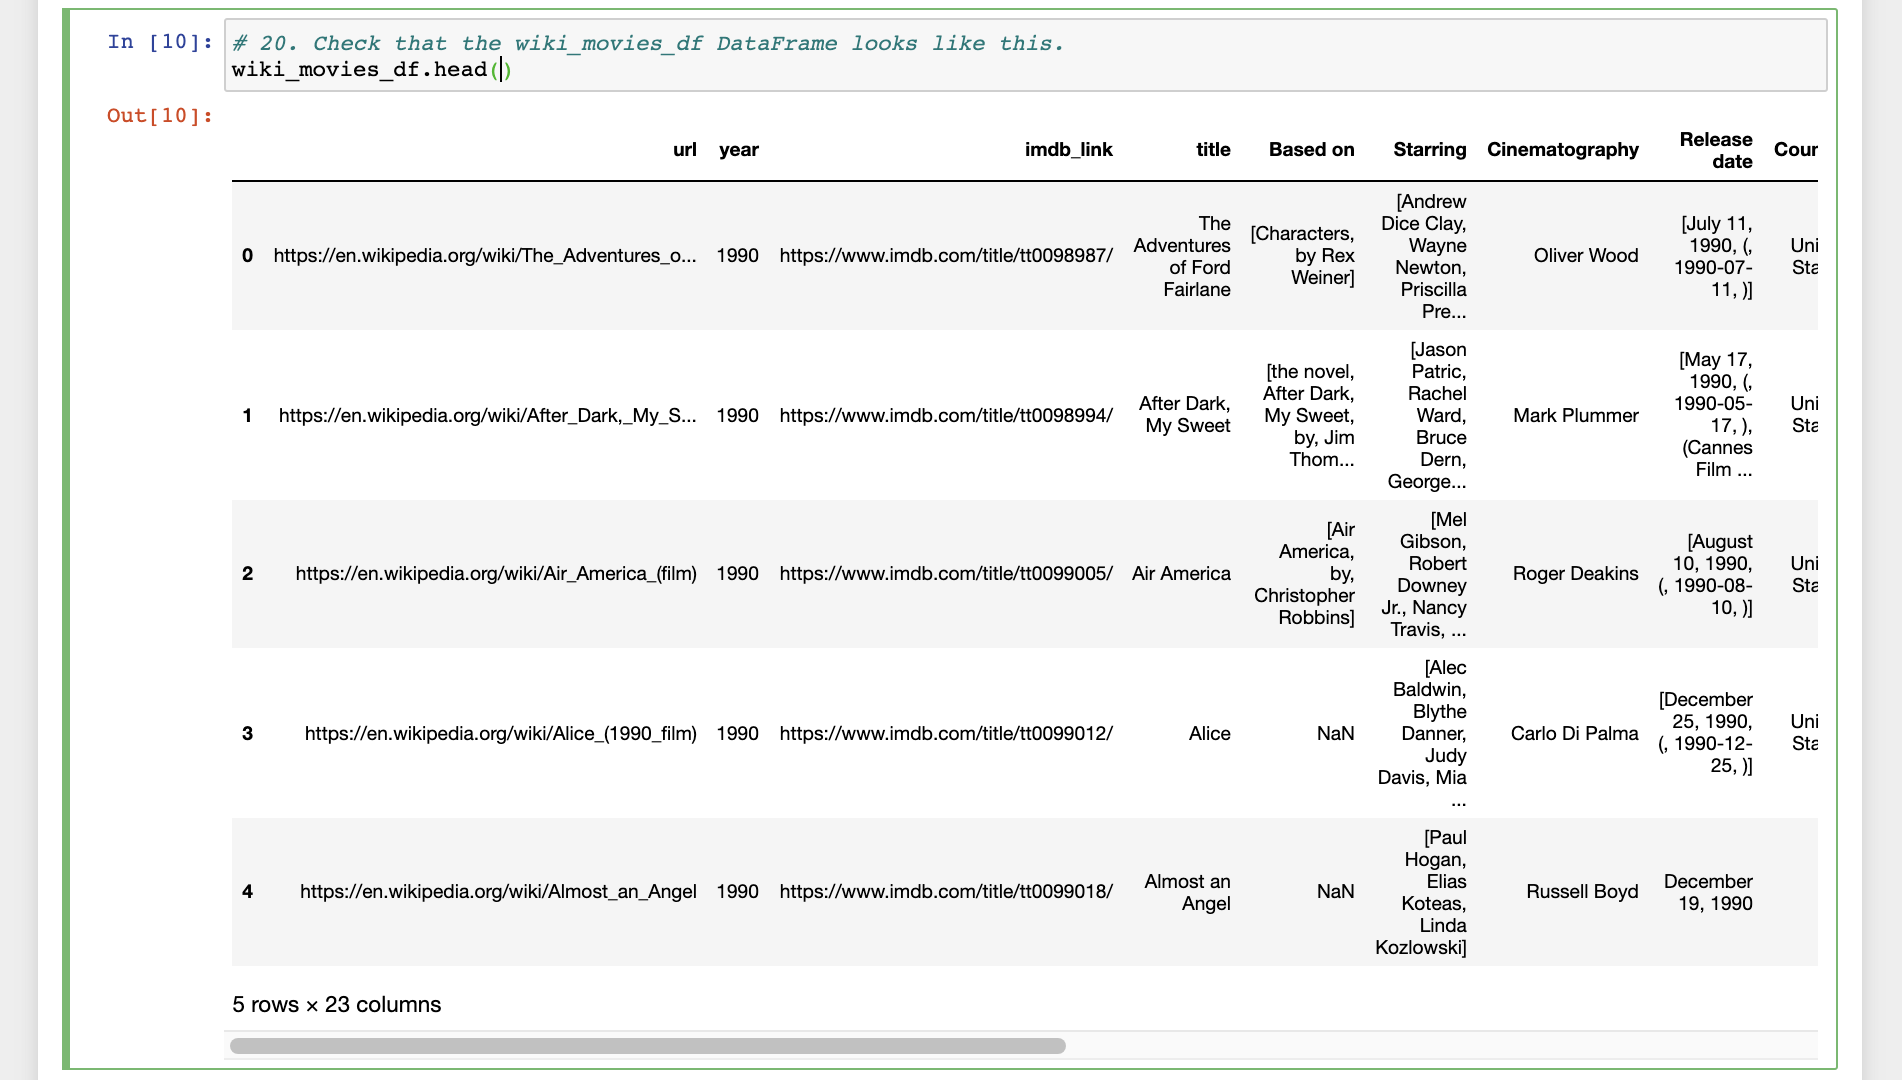 In [10]:
# 20. Check that the wiki_movies_df DataFrame looks like this.
wiki_movies_df.head()
Out[10]:
url year imdb_link title Based on Starring Cinematography Release date Cour
0 https://en.wikipedia.org/wiki/The_Adventures_o... 1990 https://www.imdb.com/title/tt0098987/ The Adventures of Ford Fairlane [Characters, by Rex Weiner] [Andrew Dice Clay, Wayne Newton, Priscilla Pre... Oliver Wood [July 11, 1990, (, 1990-07-11, )] Uni Sta
1 https://en.wikipedia.org/wiki/After_Dark,_My_S... 1990 https://www.imdb.com/title/tt0098994/ After Dark, My Sweet [the novel, After Dark, My Sweet, by, Jim Thom... [Jason Patric, Rachel Ward, Bruce Dern, George... Mark Plummer [May 17, 1990, (, 1990-05-17, ), (Cannes Film ... Uni Sta
2 https://en.wikipedia.org/wiki/Air_America_(film) 1990 https://www.imdb.com/title/tt0099005/ Air America [Air America, by, Christopher Robbins] [Mel Gibson, Robert Downey Jr., Nancy Travis, ... Roger Deakins [August 10, 1990, (, 1990-08-10, )] Uni Sta
3 https://en.wikipedia.org/wiki/Alice_(1990_film) 1990 https://www.imdb.com/title/tt0099012/ Alice NaN [Alec Baldwin, Blythe Danner, Judy Davis, Mia ... Carlo Di Palma [December 25, 1990, (, 1990-12-25, )] Uni Sta
4 https://en.wikipedia.org/wiki/Almost_an_Angel 1990 https://www.imdb.com/title/tt0099018/ Almost an Angel NaN [Paul Hogan, Elias Koteas, Linda Kozlowski] Russell Boyd December 19, 1990
5 rows × 23 columns